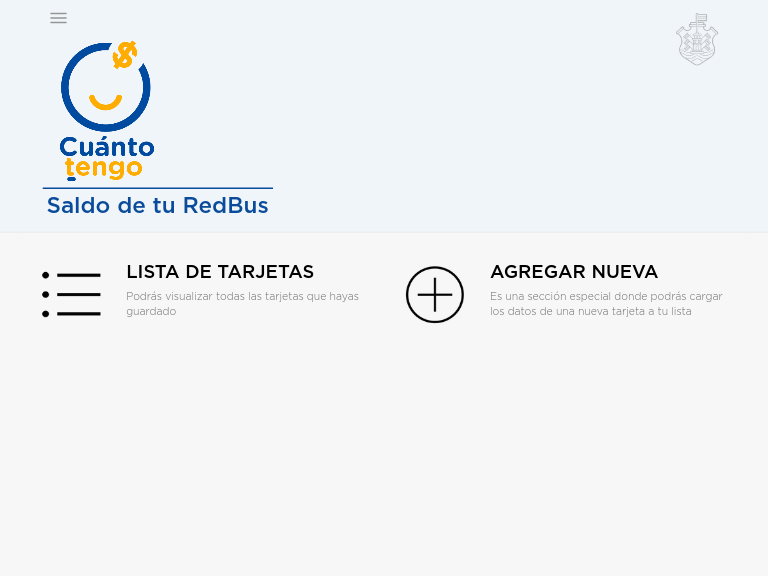 Cuánto
tengo
Saldo de tu RedBus
LISTA DE TARJETAS
Podrás visualizar todas las tarjetas que hayas
guardado
AGREGAR NUEVA
Es una sección especial donde podrás cargar
los datos de una nueva tarjeta a tu lista